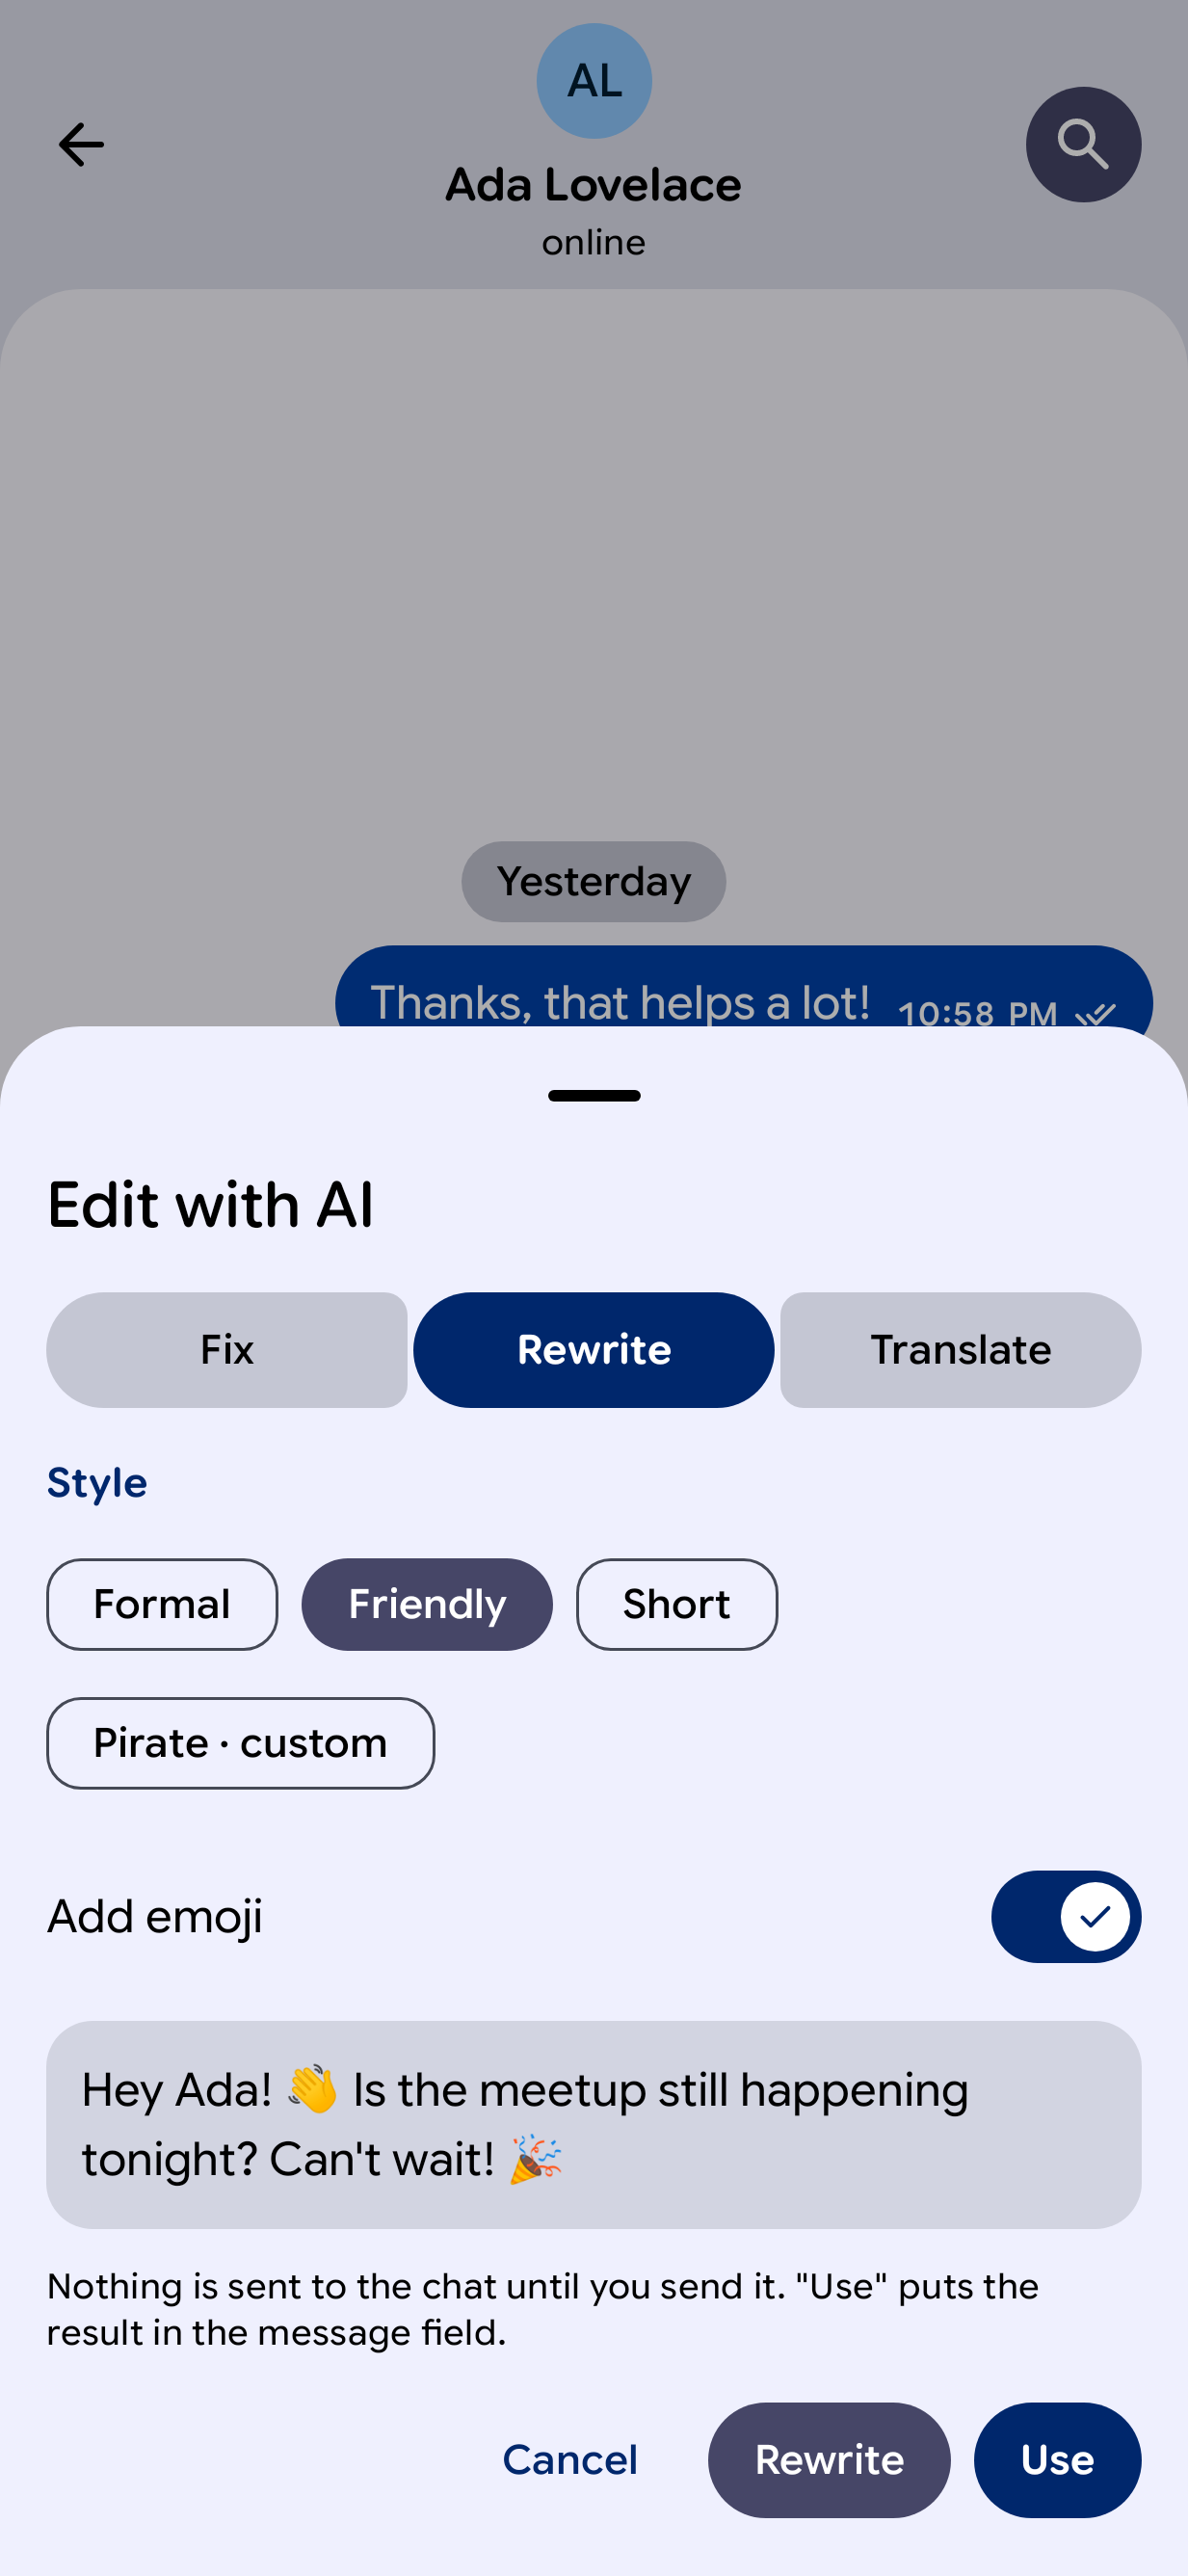 AL
Ada Lovelace
online
Yesterday
Thanks, that helps a lot! 10:58 PM
Edit with AI
Fix Rewrite Translate
Style
Formal Friendly Short
Pirate · custom
Add emoji
Hey Ada! 👋 Is the meetup still happening
tonight? Can't wait! 🎉
Nothing is sent to the chat until you send it. "Use" puts the
result in the message field.
Cancel Rewrite Use